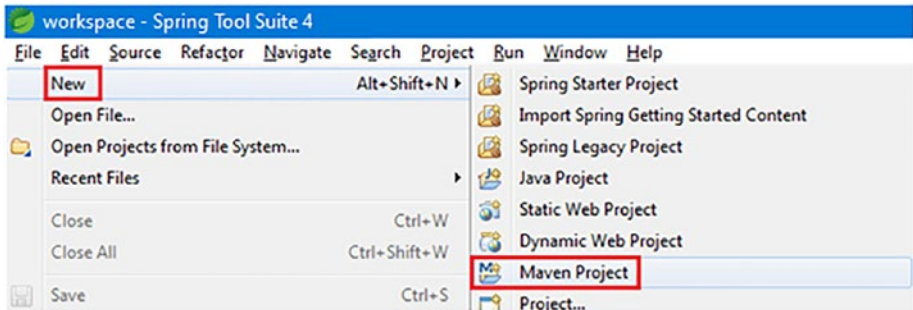 workspace - Spring Tool Suite 4
File Edit Source Refactor Navigate Search Project Run Window Help
New Alt+Shift+N
Open File...
Open Projects from File System...
Recent Files
Close Ctrl+W
Close All Ctrl+Shift+W
Save Ctrl+S
Spring Starter Project
Import Spring Getting Started Content
Spring Legacy Project
Java Project
Static Web Project
Dynamic Web Project
Maven Project
Project...